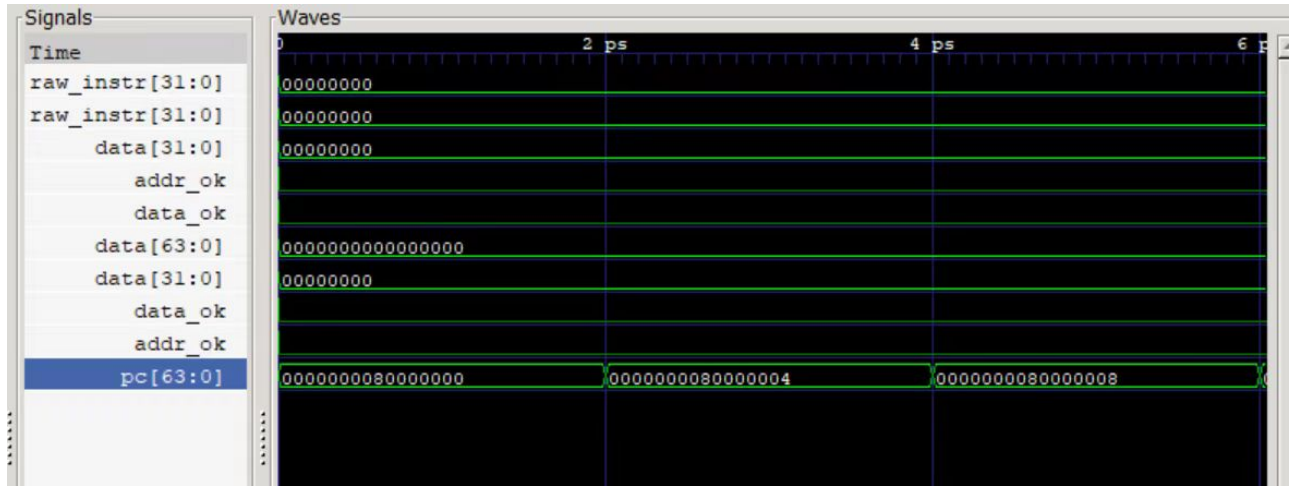 Signals
Waves
Time
0 2 ps 4 ps 6 p
raw_instr[31:0] 00000000
raw_instr[31:0] 00000000
data[31:0] 00000000
addr_ok
data_ok
data[63:0] 0000000000000000
data[31:0] 00000000
data_ok
addr_ok
pc[63:0] 0000000080000000 0000000080000004 0000000080000008